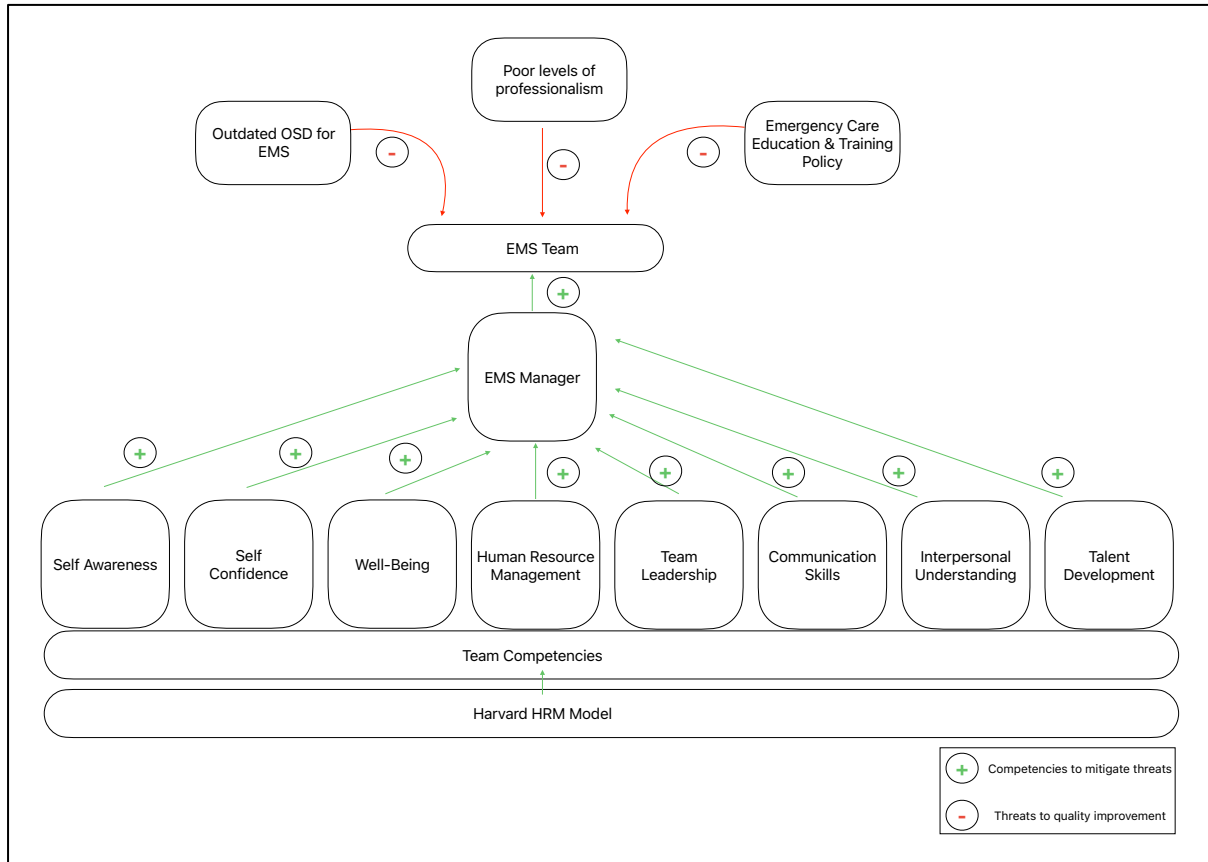 Poor levels of
professionalism
Outdated OSD for
EMS
Emergency Care
Education & Training
Policy
-
-
-
EMS Team
+
EMS Manager
+
+
+
+
+
+
+
+
Self Awareness
Self
Confidence
Well-Being
Human Resource
Management
Team
Leadership
Communication
Skills
Interpersonal
Understanding
Talent
Development
Team Competencies
Harvard HRM Model
+ Competencies to mitigate threats
- Threats to quality improvement